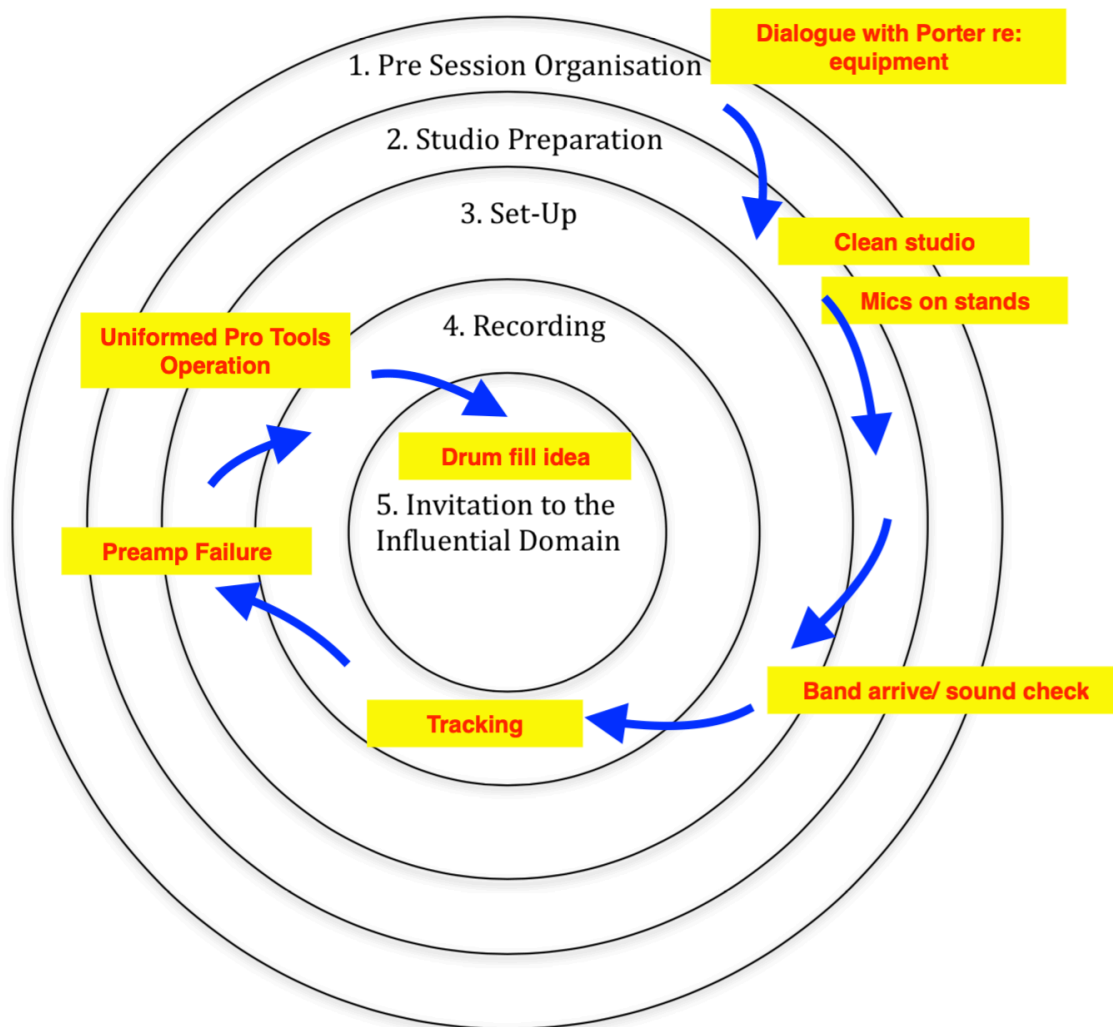 Dialogue with Porter re:
equipment
1. Pre Session Organisation
2. Studio Preparation
3. Set-Up
Clean studio
Mics on stands
4. Recording
Uniformed Pro Tools
Operation
Drum fill idea
5. Invitation to the
Influential Domain
Preamp Failure
Band arrive/ sound check
Tracking